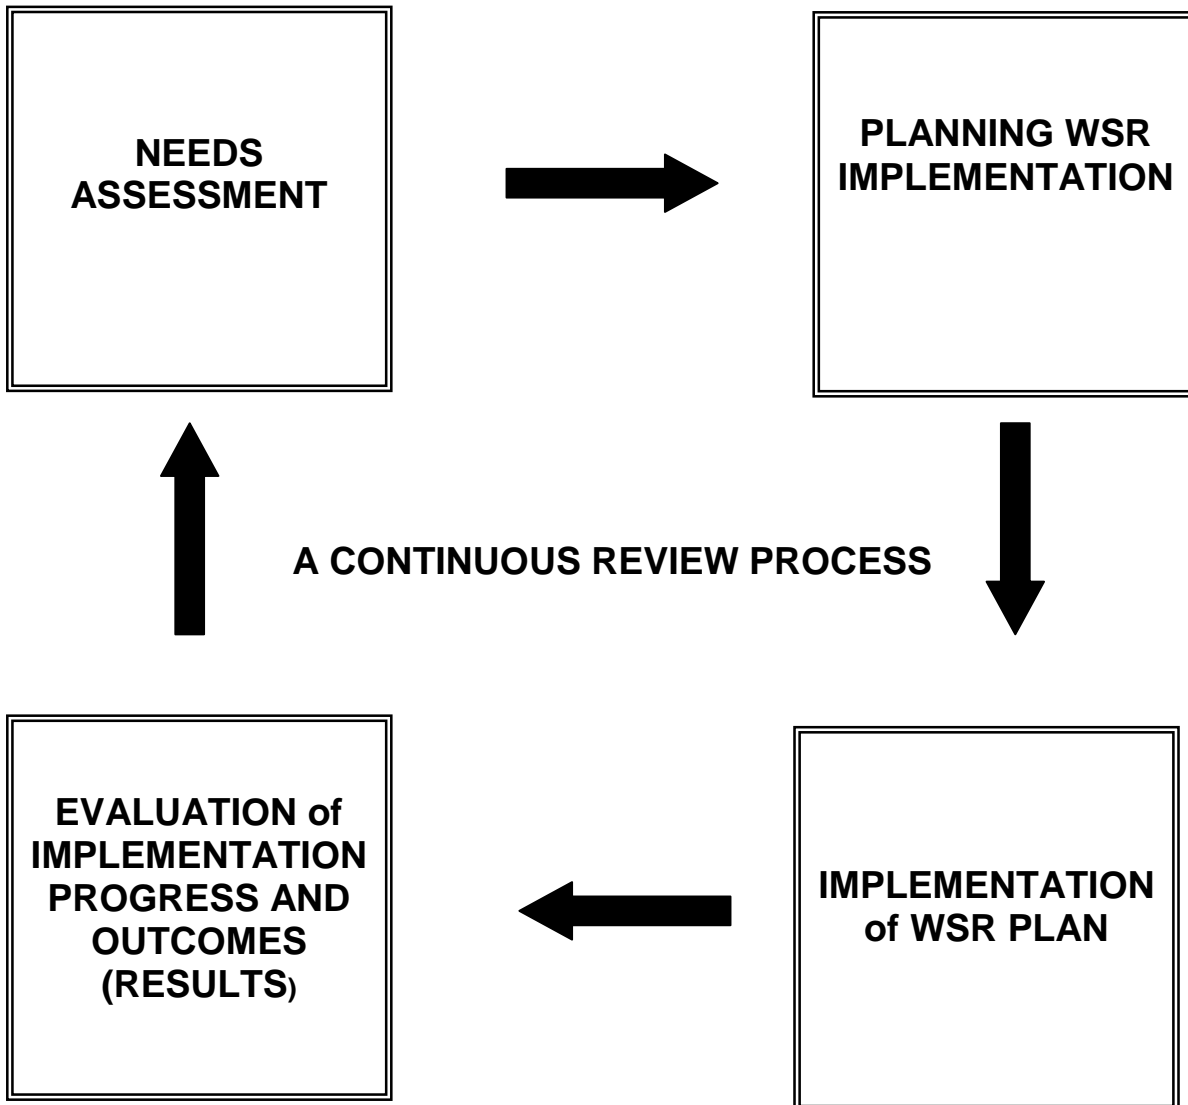 NEEDS
ASSESSMENT
PLANNING WSR
IMPLEMENTATION
A CONTINUOUS REVIEW PROCESS
EVALUATION of
IMPLEMENTATION
PROGRESS AND
OUTCOMES
(RESULTS)
IMPLEMENTATION
of WSR PLAN